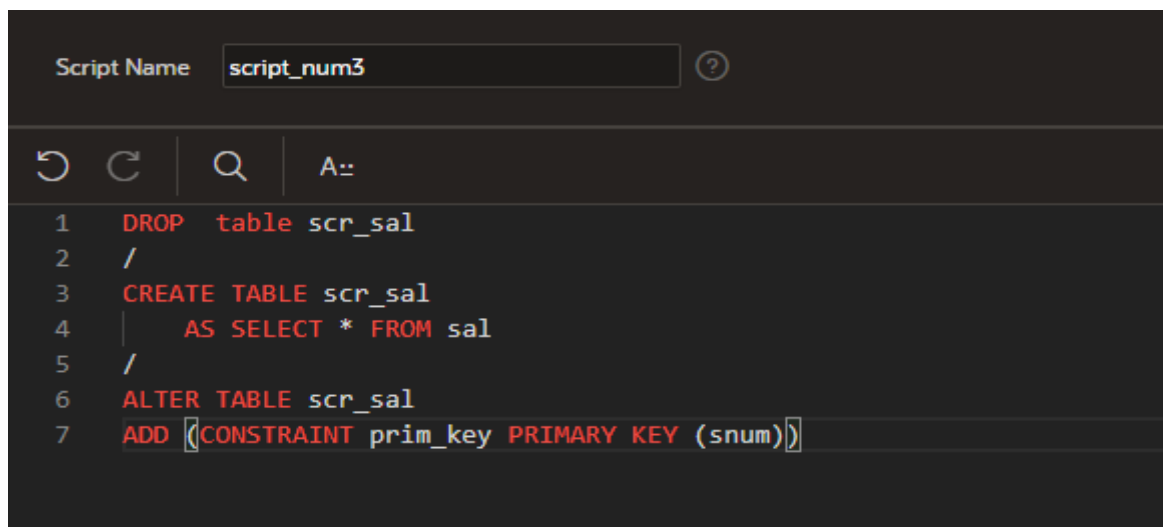 Script Name script_num3 ?
A::
1 DROP  table scr_sal
2 /
3 CREATE TABLE scr_sal
4     AS SELECT * FROM sal
5 /
6 ALTER TABLE scr_sal
7 ADD (CONSTRAINT prim_key PRIMARY KEY (snum))